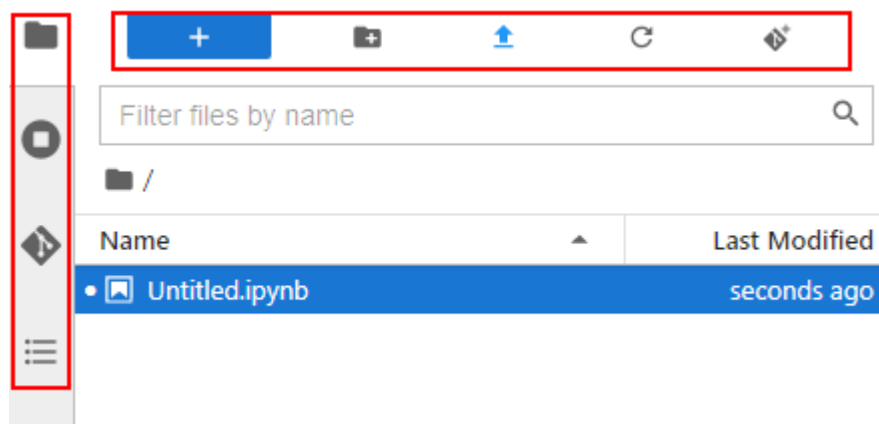 Filter files by name
/
Name Last Modified
Untitled.ipynb seconds ago